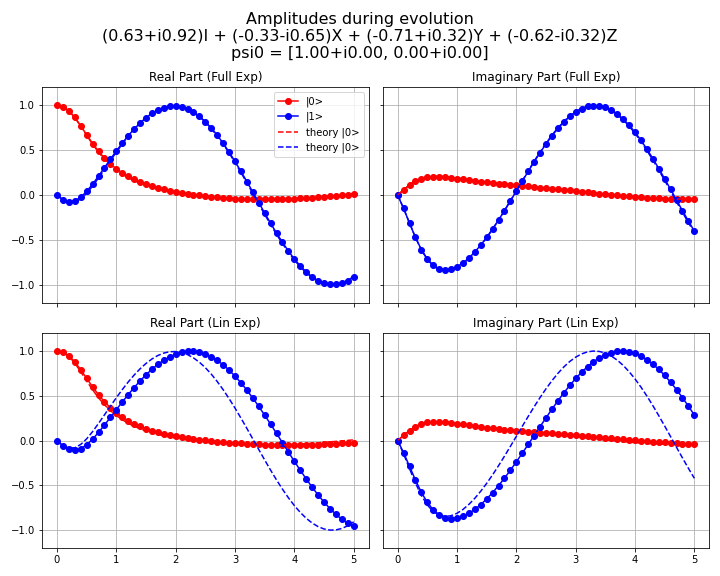 Amplitudes during evolution
(0.63+i0.92)I + (-0.33-i0.65)X + (-0.71+i0.32)Y + (-0.62-i0.32)Z
psi0 = [1.00+i0.00, 0.00+i0.00]
Real Part (Full Exp)
Imaginary Part (Full Exp)
1.0
0.5
0.0
−0.5
−1.0
|0>
|1>
theory |0>
theory |0>
Real Part (Lin Exp)
Imaginary Part (Lin Exp)
1.0
0.5
0.0
−0.5
−1.0
0 1 2 3 4 5
0 1 2 3 4 5